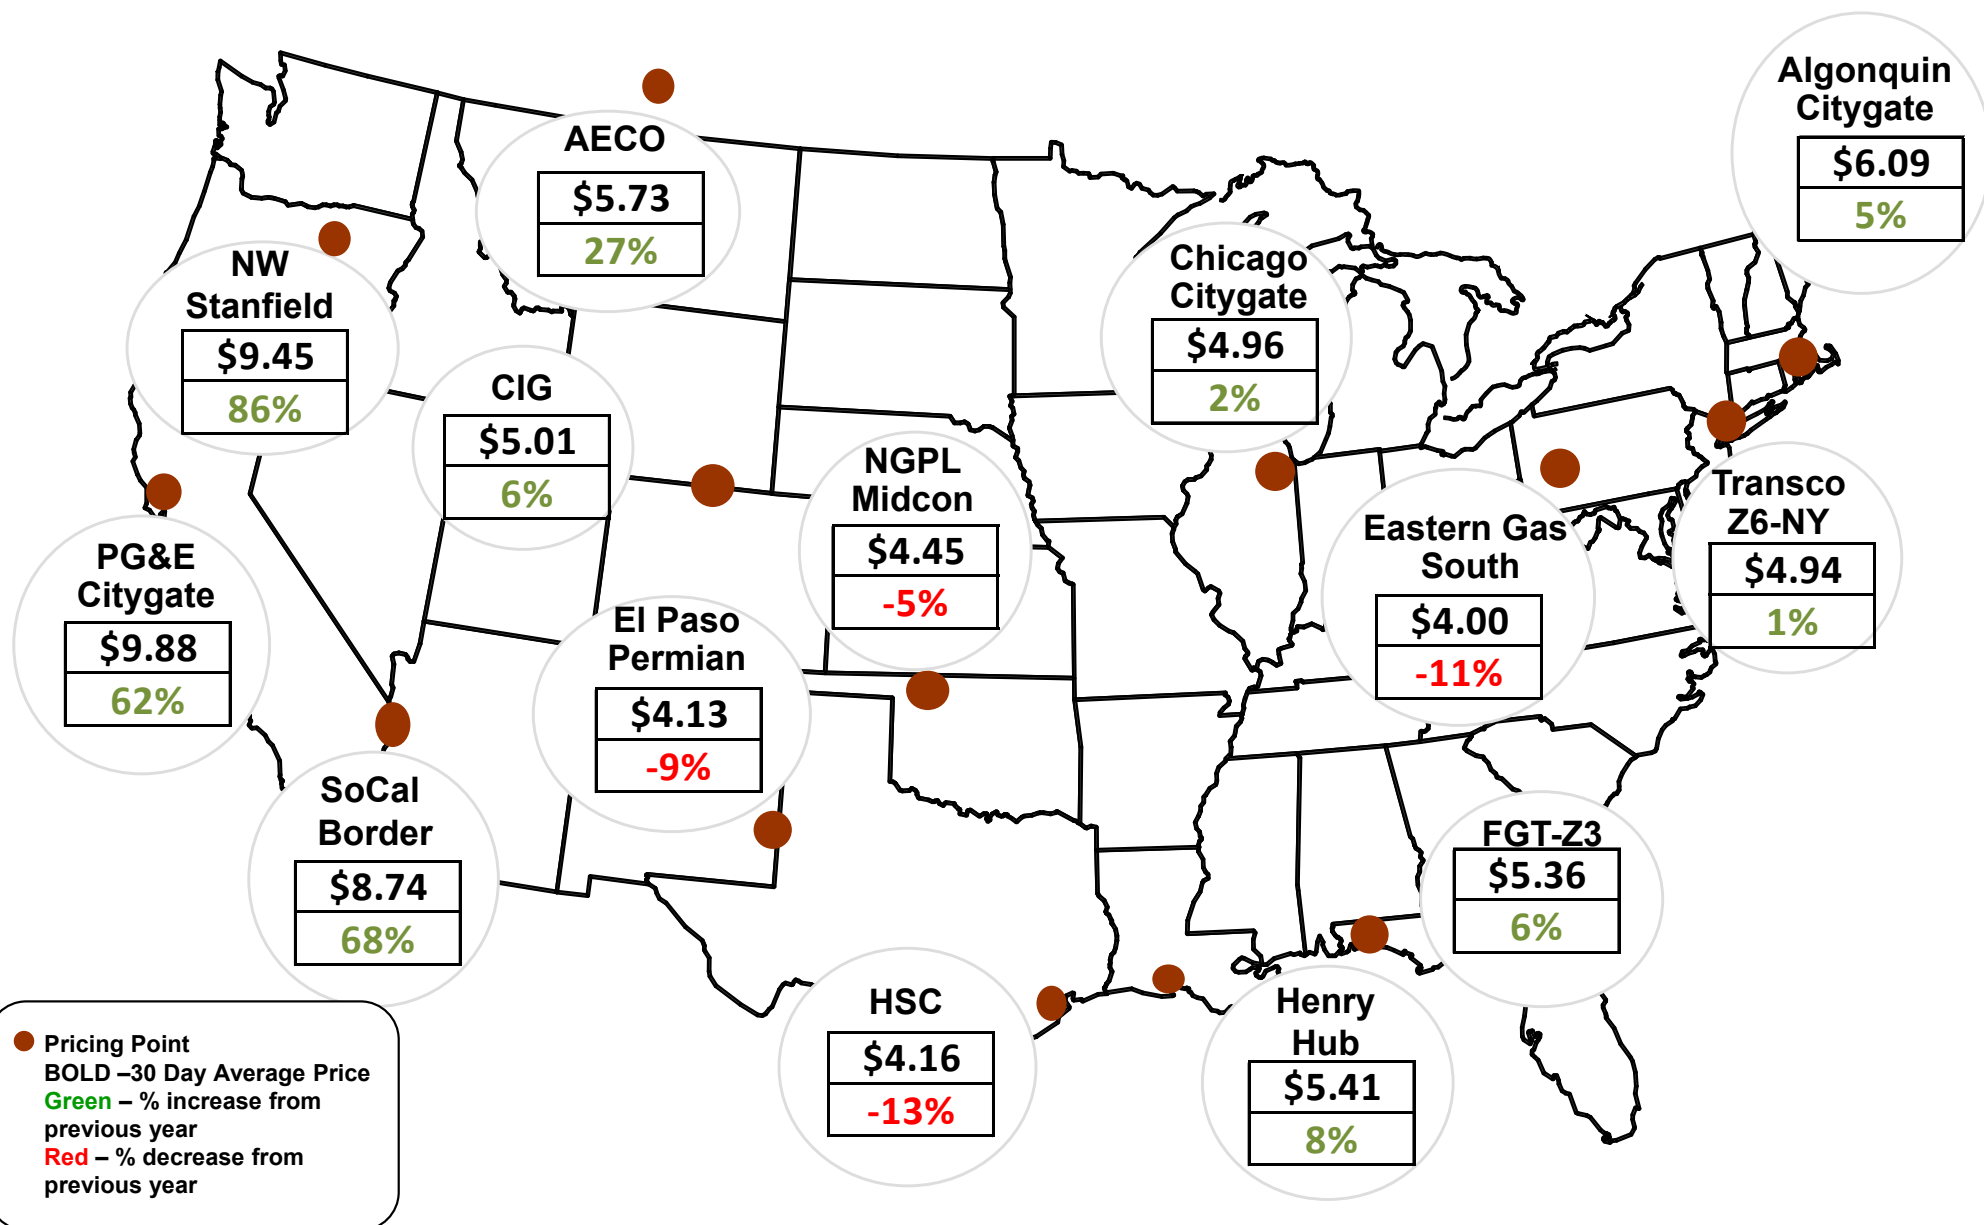 Algonquin
Citygate
$6.09
5%
AECO
$5.73
27%
NW
Stanfield
$9.45
86%
Chicago
Citygate
$4.96
2%
CIG
$5.01
6%
NGPL
Midcon
$4.45
-5%
Transco
Z6-NY
$4.94
1%
Eastern Gas
South
$4.00
-11%
PG&E
Citygate
$9.88
62%
El Paso
Permian
$4.13
-9%
SoCal
Border
$8.74
68%
FGT-Z3
$5.36
6%
HSC
$4.16
-13%
Henry
Hub
$5.41
8%
Pricing Point
BOLD –30 Day Average Price
Green – % increase from
previous year
Red – % decrease from
previous year